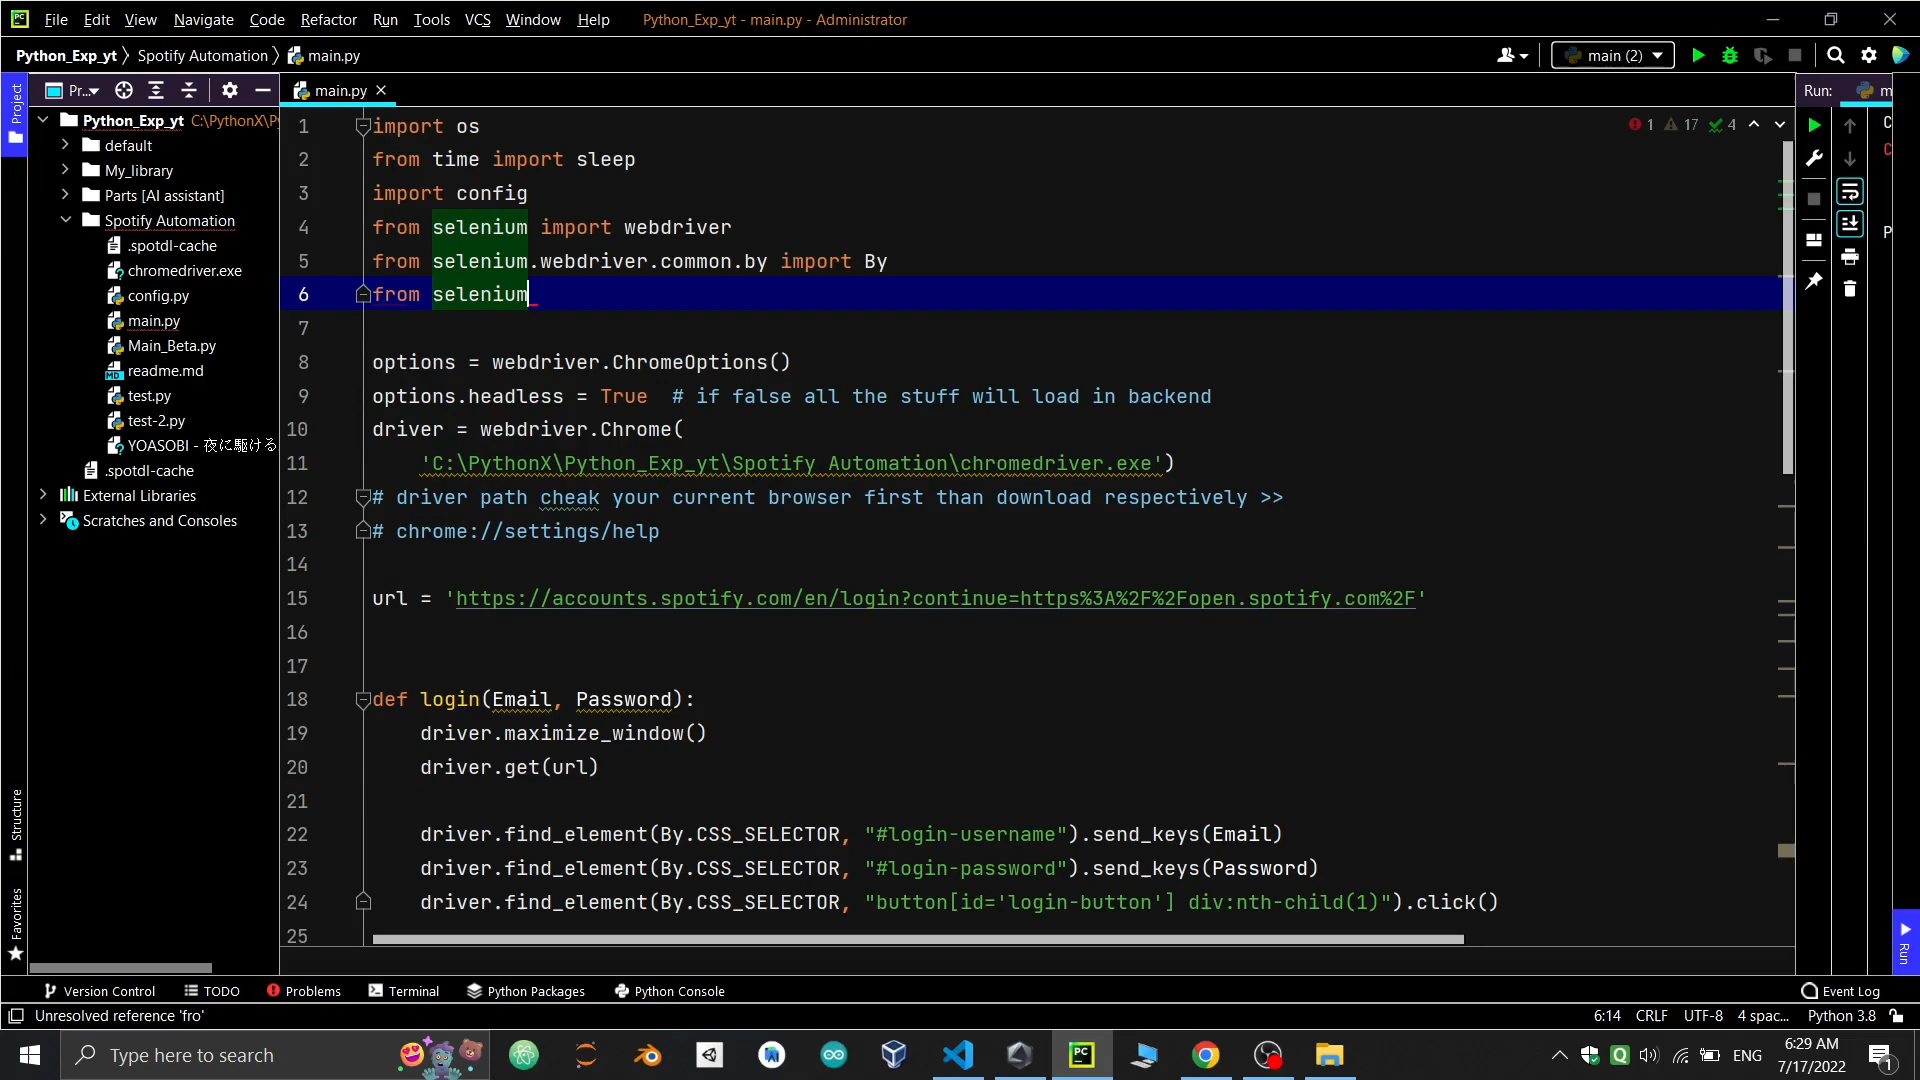 File Edit View Navigate Code Refactor Run Tools VCS Window Help Python_Exp_yt - main.py - Administrator
Python_Exp_yt Spotify Automation main.py main (2)
Project
Pr... main.py Run: m
Python_Exp_yt C:\PythonX\P
default
My_library
Parts [AI assistant]
Spotify Automation
.spotdl-cache
chromedriver.exe
config.py
main.py
Main_Beta.py
readme.md
test.py
test-2.py
YOASOBI - 夜に駆ける
.spotdl-cache
External Libraries
Scratches and Consoles
Structure
Favorites
1 import os
2 from time import sleep
3 import config
4 from selenium import webdriver
5 from selenium.webdriver.common.by import By
6 from selenium
7
8 options = webdriver.ChromeOptions()
9 options.headless = True # if false all the stuff will load in backend
10 driver = webdriver.Chrome(
11 'C:\PythonX\Python_Exp_yt\Spotify Automation\chromedriver.exe')
12 # driver path cheak your current browser first than download respectively >>
13 # chrome://settings/help
14
15 url = 'https://accounts.spotify.com/en/login?continue=https%3A%2F%2Fopen.spotify.com%2F'
16
17
18 def login(Email, Password):
19 driver.maximize_window()
20 driver.get(url)
21
22 driver.find_element(By.CSS_SELECTOR, "#login-username").send_keys(Email)
23 driver.find_element(By.CSS_SELECTOR, "#login-password").send_keys(Password)
24 driver.find_element(By.CSS_SELECTOR, "button[id='login-button'] div:nth-child(1)").click()
25
1 17 4
C
C
P
Run
Version Control TODO Problems Terminal Python Packages Python Console Event Log
Unresolved reference 'fro' 6:14 CRLF UTF-8 4 spac... Python 3.8
Type here to search ENG 6:29 AM
7/17/2022 1